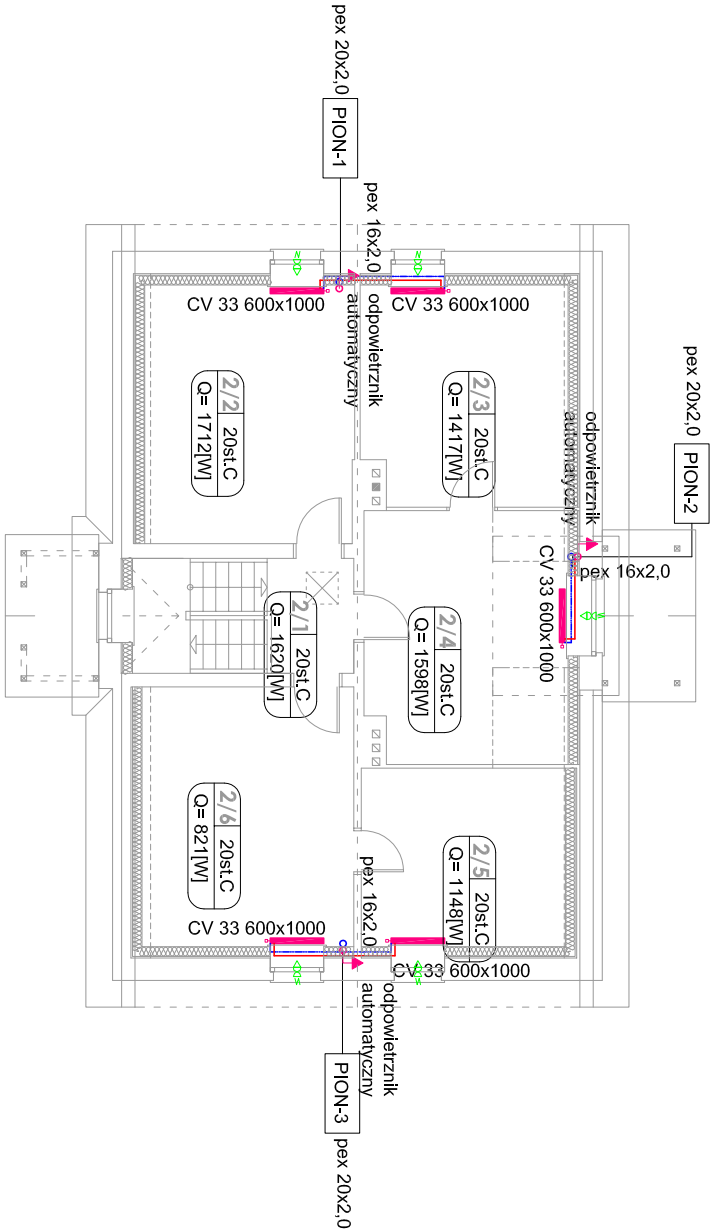 pex 20x2,0
PION-1
pex 16x2,0
CV 33 600x1000
CV 33 600x1000
odpowietrznik
automatyczny
pex 20x2,0
PION-2
2/2
20st.C
Q= 1712[W]
2/3
20st.C
Q= 1417[W]
odpowietrznik
automatyczny
pex 16x2,0
CV 33 600x1000
2/1
20st.C
Q= 1620[W]
2/4
20st.C
Q= 1598[W]
2/6
20st.C
Q= 821[W]
2/5
20st.C
Q= 1148[W]
pex 16x2,0
CV 33 600x1000
CV 33 600x1000
odpowietrznik
automatyczny
PION-3
pex 20x2,0